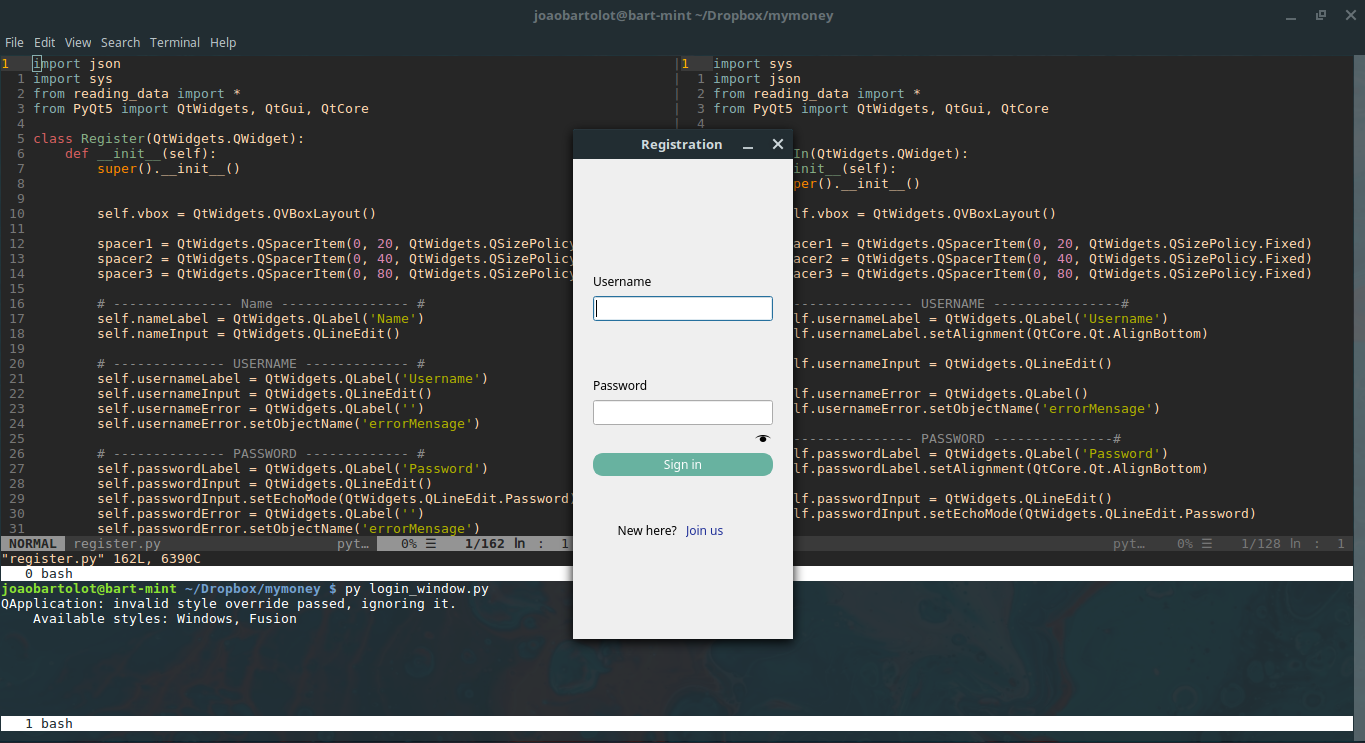 joaobartolot@bart-mint ~/Dropbox/mymoney
File Edit View Search Terminal Help
1 import json
1 import sys
2 from reading_data import *
3 from PyQt5 import QtWidgets, QtGui, QtCore
4
5 class Register(QtWidgets.QWidget):
6 def __init__(self):
7 super().__init__()
8
9
10 self.vbox = QtWidgets.QVBoxLayout()
11
12 spacer1 = QtWidgets.QSpacerItem(0, 20, QtWidgets.QSizePolicy
13 spacer2 = QtWidgets.QSpacerItem(0, 40, QtWidgets.QSizePolicy
14 spacer3 = QtWidgets.QSpacerItem(0, 80, QtWidgets.QSizePolicy
15
16 # --------------- Name ---------------- #
17 self.nameLabel = QtWidgets.QLabel('Name')
18 self.nameInput = QtWidgets.QLineEdit()
19
20 # -------------- USERNAME ------------- #
21 self.usernameLabel = QtWidgets.QLabel('Username')
22 self.usernameInput = QtWidgets.QLineEdit()
23 self.usernameError = QtWidgets.QLabel('')
24 self.usernameError.setObjectName('errorMensage')
25
26 # -------------- PASSWORD ------------- #
27 self.passwordLabel = QtWidgets.QLabel('Password')
28 self.passwordInput = QtWidgets.QLineEdit()
29 self.passwordInput.setEchoMode(QtWidgets.QLineEdit.Password)
30 self.passwordError = QtWidgets.QLabel('')
31 self.passwordError.setObjectName('errorMensage')
NORMAL register.py pyt… 0% ☰ 1/162 ln : 1
"register.py" 162L, 6390C
1 import sys
1 import json
2 from reading_data import *
3 from PyQt5 import QtWidgets, QtGui, QtCore
4
In(QtWidgets.QWidget):
init__(self):
per().__init__()
lf.vbox = QtWidgets.QVBoxLayout()
acer1 = QtWidgets.QSpacerItem(0, 20, QtWidgets.QSizePolicy.Fixed)
acer2 = QtWidgets.QSpacerItem(0, 40, QtWidgets.QSizePolicy.Fixed)
acer3 = QtWidgets.QSpacerItem(0, 80, QtWidgets.QSizePolicy.Fixed)
--------------- USERNAME ----------------#
lf.usernameLabel = QtWidgets.QLabel('Username')
lf.usernameLabel.setAlignment(QtCore.Qt.AlignBottom)
lf.usernameInput = QtWidgets.QLineEdit()
lf.usernameError = QtWidgets.QLabel()
lf.usernameError.setObjectName('errorMensage')
--------------- PASSWORD ---------------#
lf.passwordLabel = QtWidgets.QLabel('Password')
lf.passwordLabel.setAlignment(QtCore.Qt.AlignBottom)
lf.passwordInput = QtWidgets.QLineEdit()
lf.passwordInput.setEchoMode(QtWidgets.QLineEdit.Password)
pyt… 0% ☰ 1/128 ln : 1
Registration
Username
Password
Sign in
New here? Join us
0 bash
joaobartolot@bart-mint ~/Dropbox/mymoney $ py login_window.py
QApplication: invalid style override passed, ignoring it.
Available styles: Windows, Fusion
1 bash